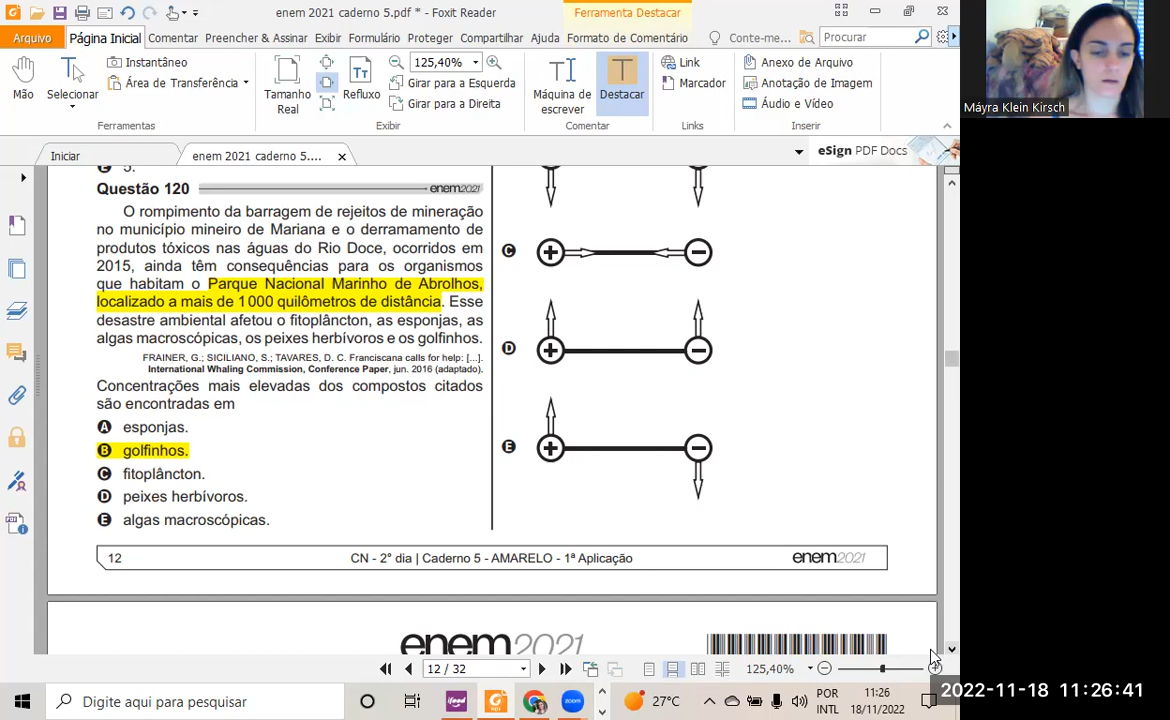 enem 2021 caderno 5.pdf * - Foxit Reader
Ferramenta Destacar
Arquivo
Página Inicial
Comentar
Preencher & Assinar
Exibir
Formulário
Proteger
Compartilhar
Ajuda
Formato de Comentário
Conte-me...
Procurar
Mão
Selecionar
Instantâneo
Área de Transferência
Ferramentas
Tamanho
Real
Refluxo
125,40%
Girar para a Esquerda
Girar para a Direita
Exibir
Máquina de
escrever
Destacar
Comentar
Link
Marcador
Links
Anexo de Arquivo
Anotação de Imagem
Áudio e Vídeo
Inserir
Máyra Klein Kirsch
Iniciar
enem 2021 caderno 5....
eSign PDF Docs
E 5.
Questão 120 enem2021
O rompimento da barragem de rejeitos de mineração
no município mineiro de Mariana e o derramamento de
produtos tóxicos nas águas do Rio Doce, ocorridos em
2015, ainda têm consequências para os organismos
que habitam o Parque Nacional Marinho de Abrolhos,
localizado a mais de 1 000 quilômetros de distância. Esse
desastre ambiental afetou o fitoplâncton, as esponjas, as
algas macroscópicas, os peixes herbívoros e os golfinhos.
FRAINER, G.; SICILIANO, S.; TAVARES, D. C. Franciscana calls for help: [...].
International Whaling Commission, Conference Paper, jun. 2016 (adaptado).
Concentrações mais elevadas dos compostos citados
são encontradas em
A esponjas.
B golfinhos.
C fitoplâncton.
D peixes herbívoros.
E algas macroscópicas.
C + −
D + −
E + −
12
CN - 2° dia | Caderno 5 - AMARELO - 1ª Aplicação
enem2021
enem2021
12 / 32
125,40%
Digite aqui para pesquisar
27°C
POR
INTL
11:26
18/11/2022
2022-11-18 11:26:41